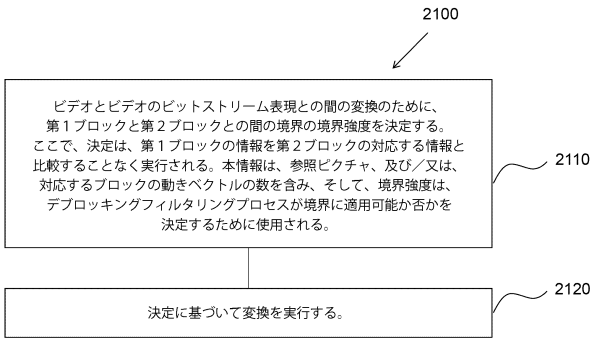 2100
ビデオとビデオのビットストリーム表現との間の変換のために、
第1ブロックと第2ブロックとの間の境界の境界強度を決定する。
ここで、決定は、第1ブロックの情報を第2ブロックの対応する情報と
比較することなく実行される。本情報は、参照ピクチャ、及び／又は、
対応するブロックの動きベクトルの数を含み、そして、境界強度は、
デブロッキングフィルタリングプロセスが境界に適用可能か否かを
決定するために使用される。
2110
決定に基づいて変換を実行する。
2120